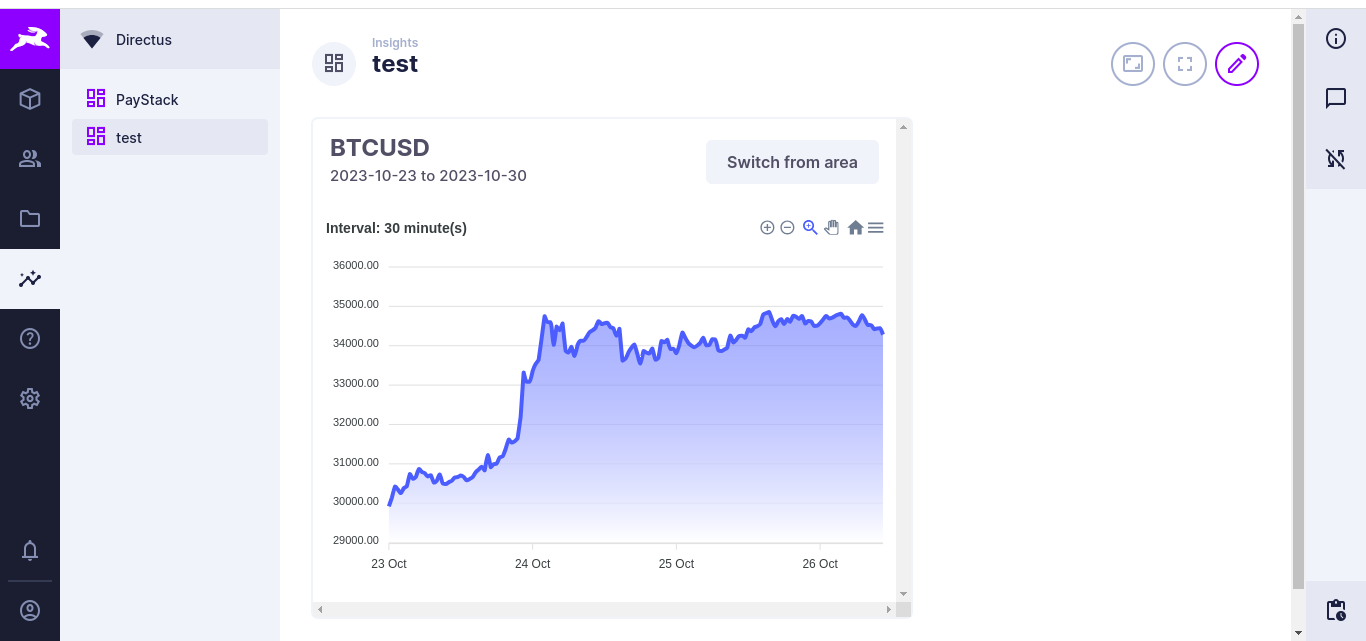 Directus
PayStack
test
Insights
test
BTCUSD
2023-10-23 to 2023-10-30
Switch from area
Interval: 30 minute(s)
36000.00
35000.00
34000.00
33000.00
32000.00
31000.00
30000.00
29000.00
23 Oct 24 Oct 25 Oct 26 Oct